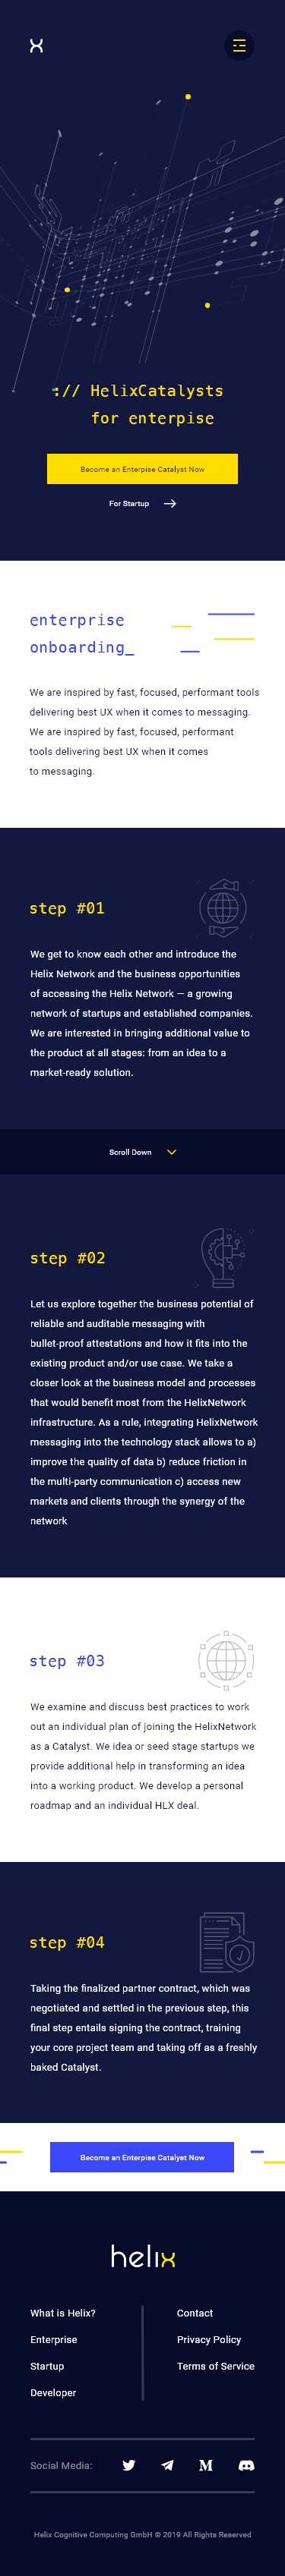 :// HelixCatalysts
for enterpise
Become an Enterpise Catalyst Now
For Startup
enterprise
onboarding_
We are inspired by fast, focused, performant tools
delivering best UX when it comes to messaging.
We are inspired by fast, focused, performant
tools delivering best UX when it comes
to messaging.
step #01
We get to know each other and introduce the
Helix Network and the business opportunities
of accessing the Helix Network — a growing
network of startups and established companies.
We are interested in bringing additional value to
the product at all stages: from an idea to a
market-ready solution.
Scroll Down
step #02
Let us explore together the business potential of
reliable and auditable messaging with
bullet-proof attestations and how it fits into the
existing product and/or use case. We take a
closer look at the business model and processes
that would benefit most from the HelixNetwork
infrastructure. As a rule, integrating HelixNetwork
messaging into the technology stack allows to a)
improve the quality of data b) reduce friction in
the multi-party communication c) access new
markets and clients through the synergy of the
network
step #03
We examine and discuss best practices to work
out an individual plan of joining the HelixNetwork
as a Catalyst. We idea or seed stage startups we
provide additional help in transforming an idea
into a working product. We develop a personal
roadmap and an individual HLX deal.
step #04
Taking the finalized partner contract, which was
negotiated and settled in the previous step, this
final step entails signing the contract, training
your core project team and taking off as a freshly
baked Catalyst.
Become an Enterpise Catalyst Now
helix
What is Helix?
Enterprise
Startup
Developer
Contact
Privacy Policy
Terms of Service
Social Media:
Helix Cognitive Computing GmbH © 2019 All Rights Reserved